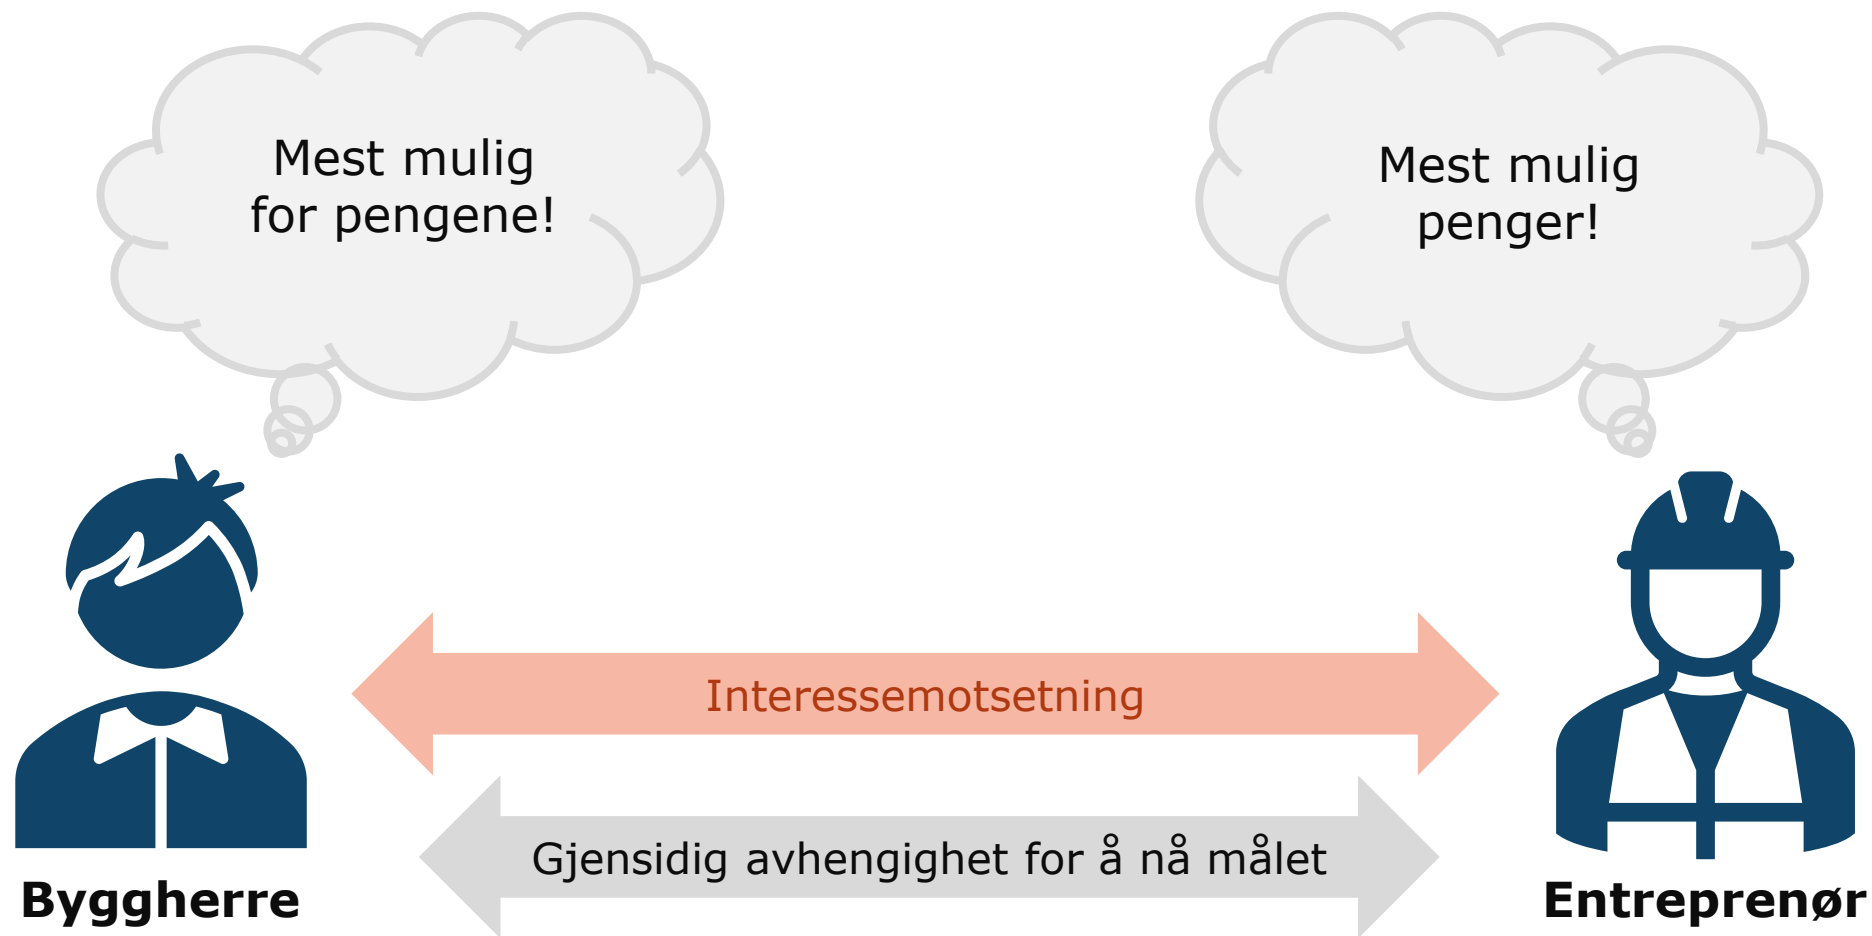 Mest mulig
for pengene!
Mest mulig
penger!
Interessemotsetning
Gjensidig avhengighet for å nå målet
Byggherre
Entreprenør